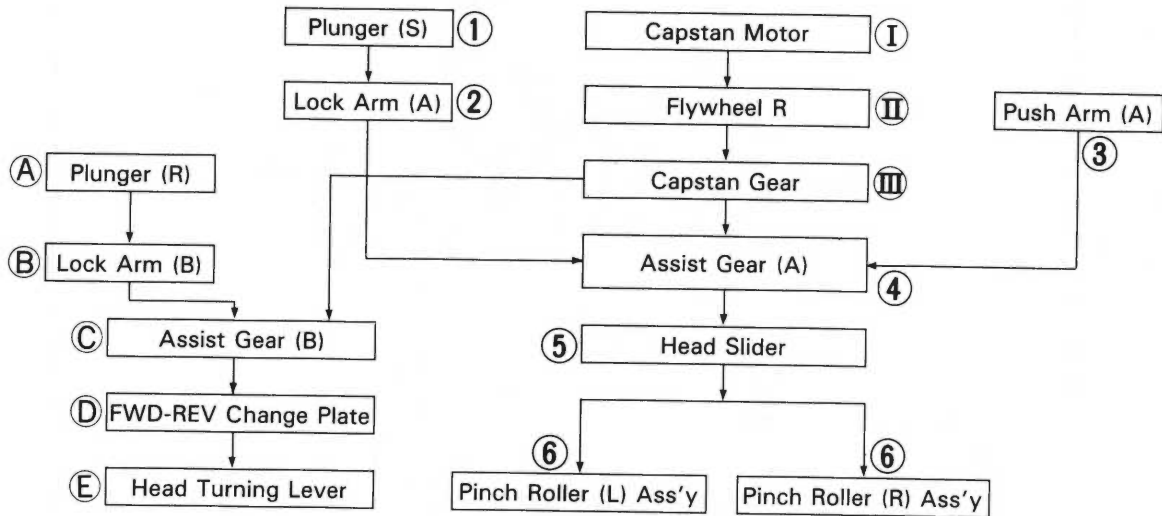 Plunger (S) ①
Capstan Motor Ⅰ
Lock Arm (A) ②
Flywheel R Ⅱ
Push Arm (A)
③
Ⓐ Plunger (R)
Capstan Gear Ⅲ
Ⓑ Lock Arm (B)
Assist Gear (A)
④
Ⓒ Assist Gear (B)
⑤ Head Slider
Ⓓ FWD-REV Change Plate
⑥
⑥
Ⓔ Head Turning Lever
Pinch Roller (L) Ass'y
Pinch Roller (R) Ass'y